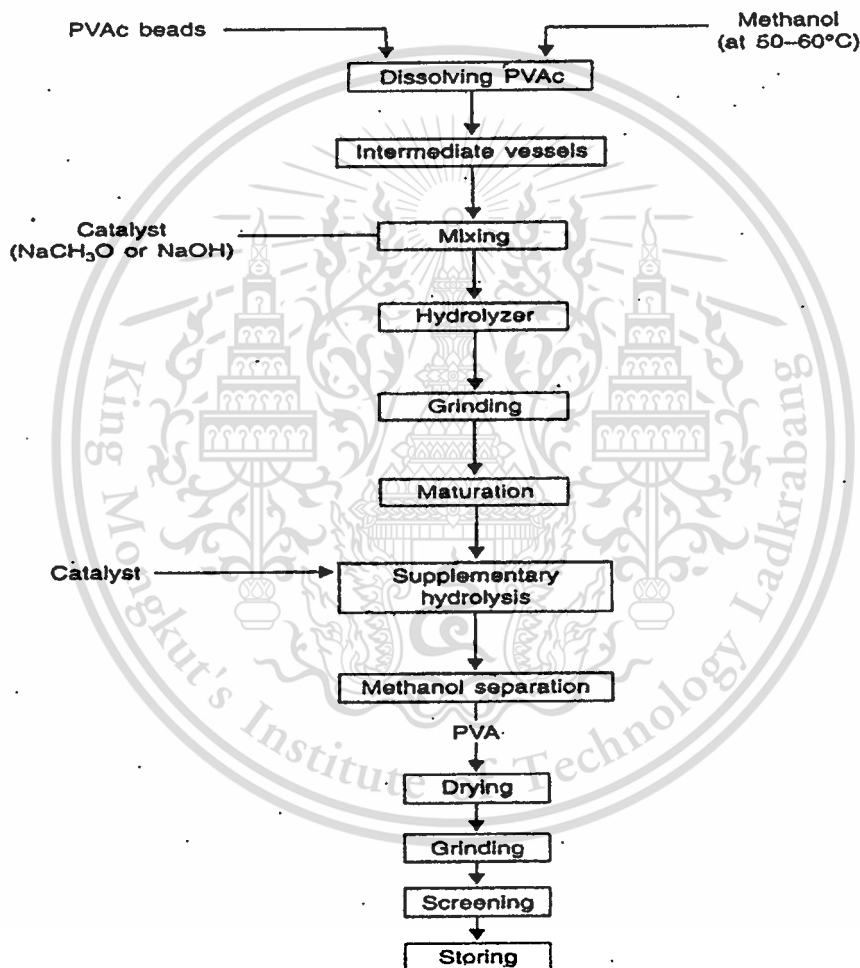 PVAc beads
Methanol
(at 50–60°C)
Dissolving PVAc
Intermediate vessels
Catalyst
(NaCH₃O or NaOH)
Mixing
Hydrolyzer
Grinding
Maturation
Catalyst
Supplementary
hydrolysis
Methanol separation
PVA
Drying
Grinding
Screening
Storing
King Mongkut's Institute of Technology Ladkrabang